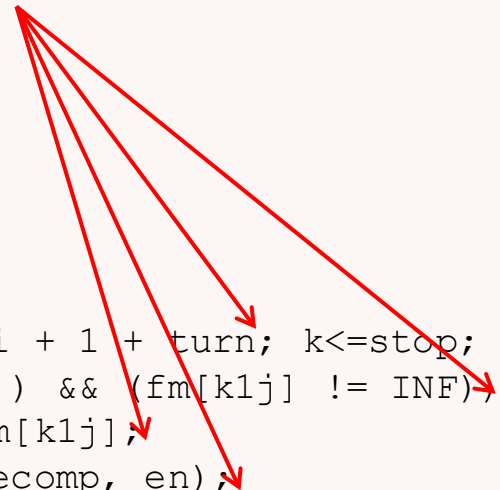 i + 1 + turn; k<=stop;
) && (fm[k1j] != INF))
m[k1j];
ecomp, en);